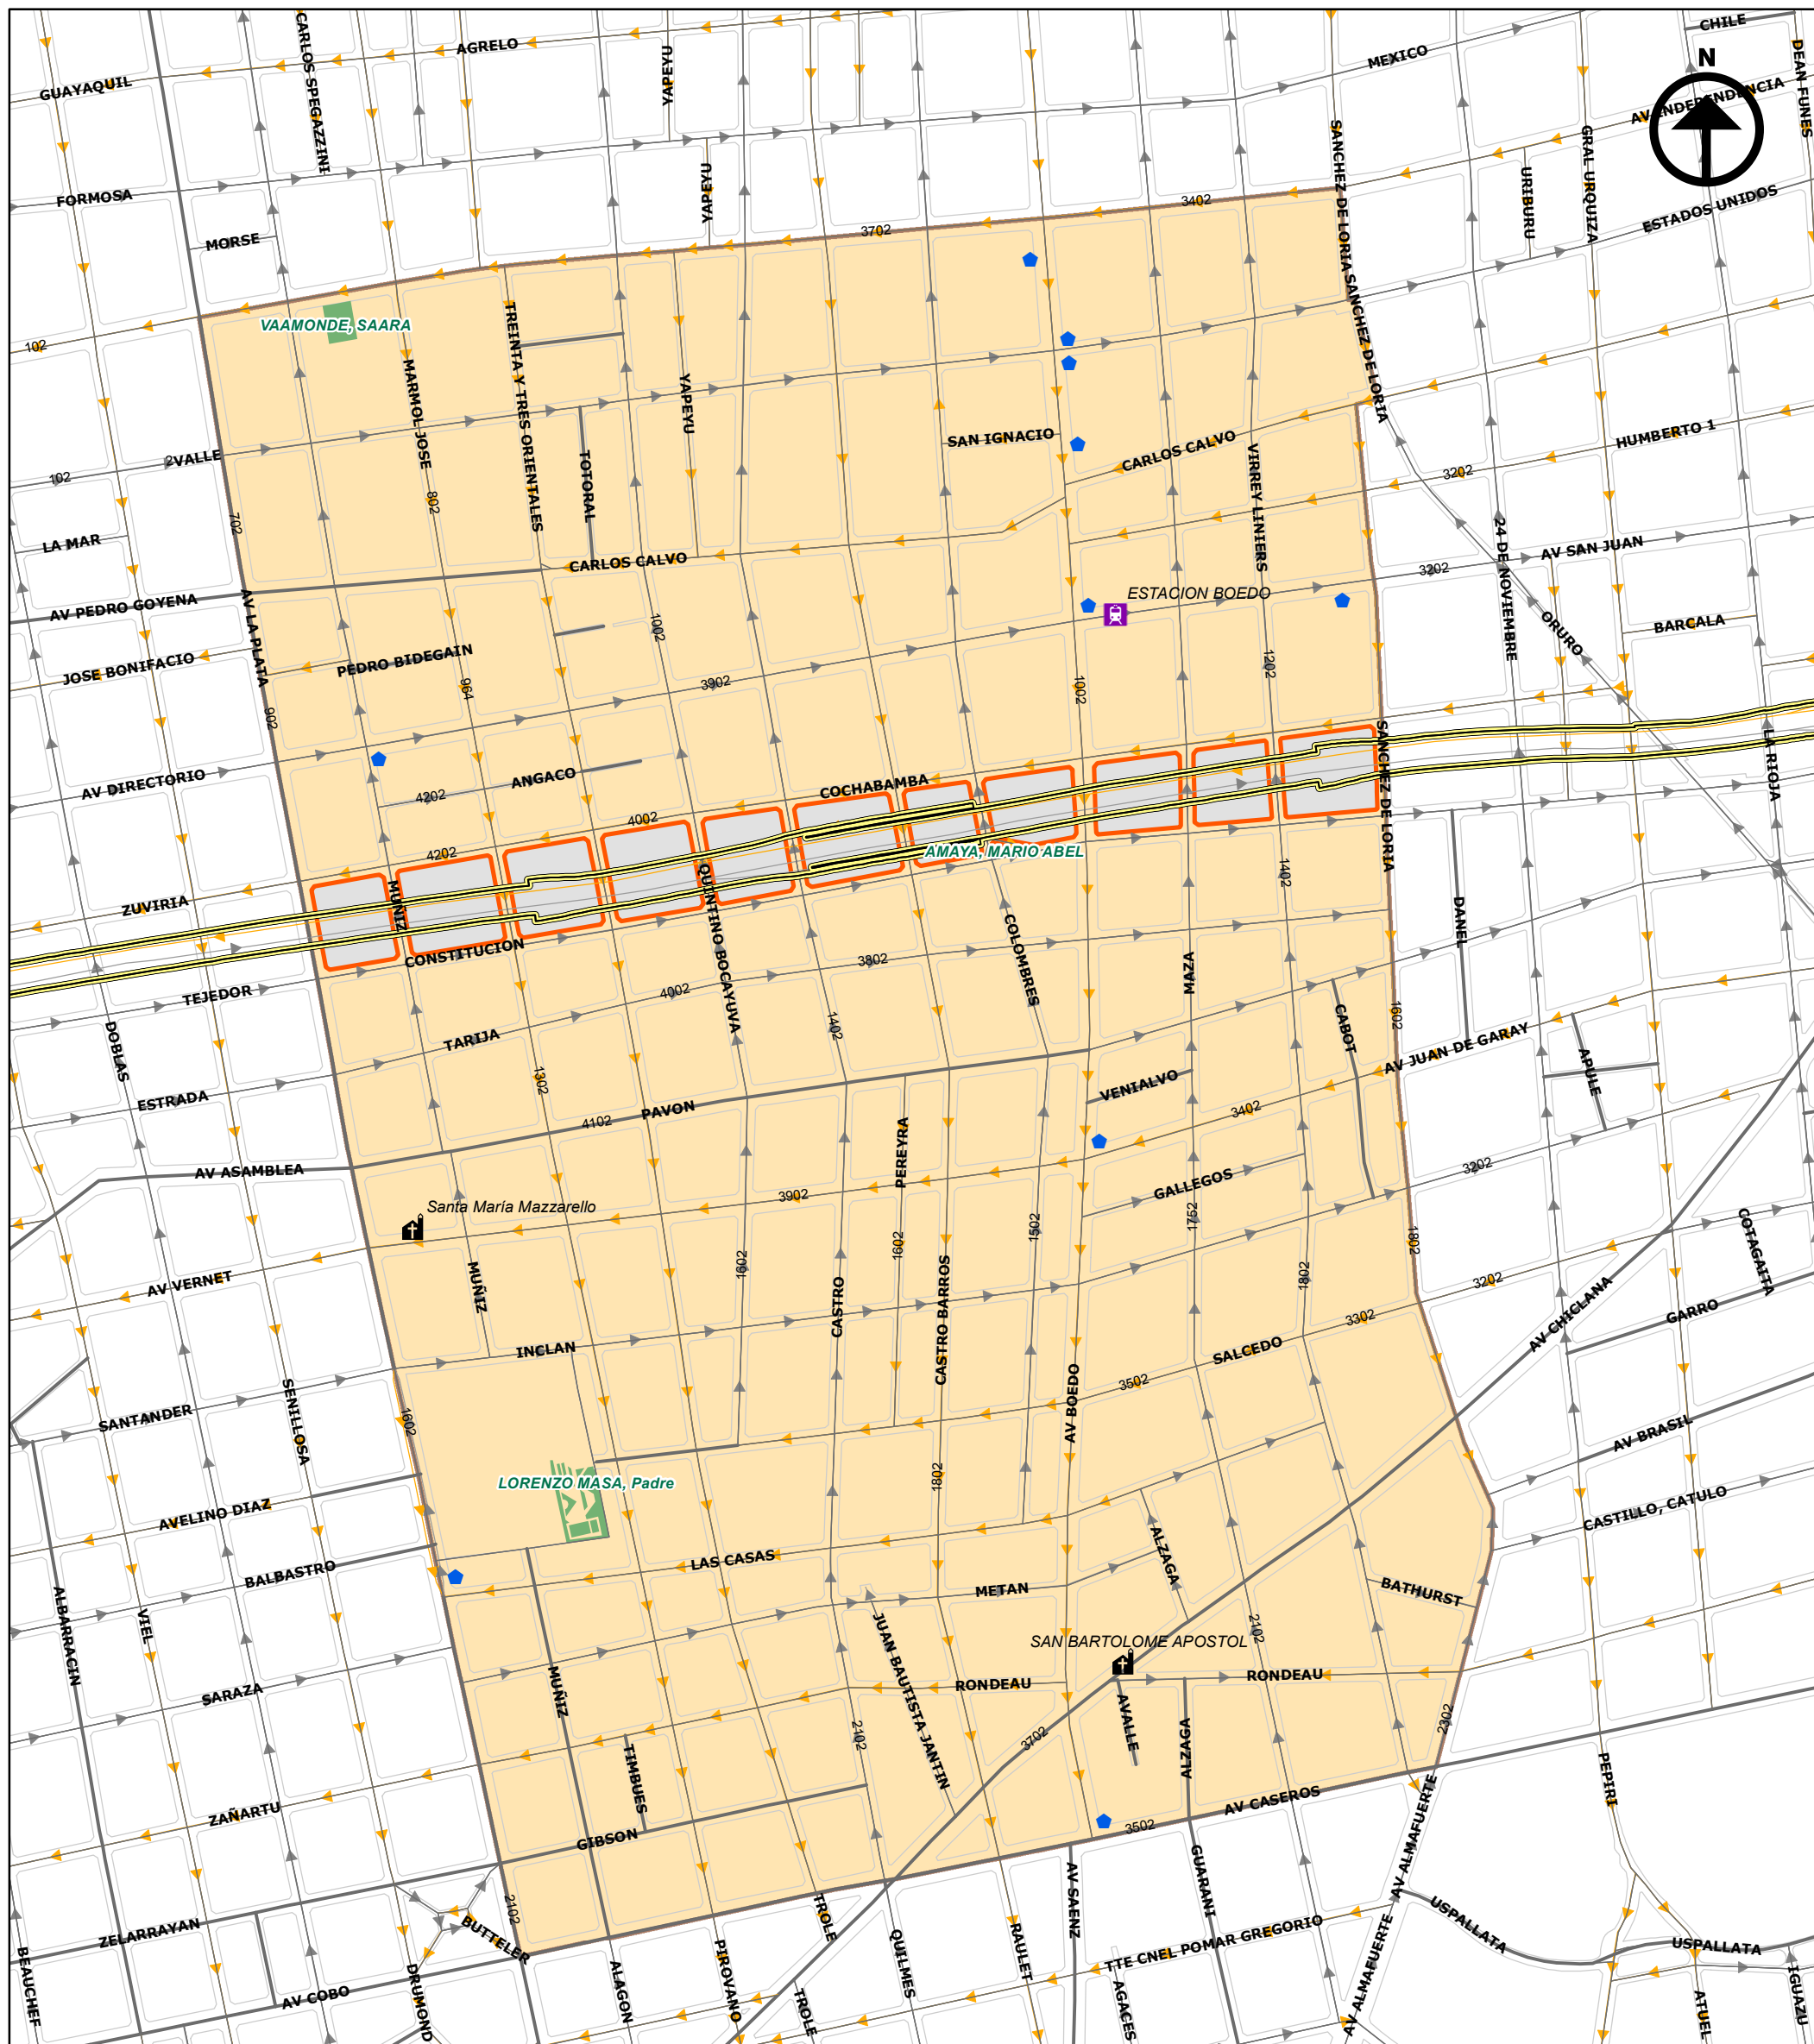 CHILE
CARLOS SPEGAZZINI
AGRELO
YAPEYU
MEXICO
N
DEAN FUNES
GUAYAQUIL
AV INDEPENDENCIA
SANCHEZ DE LORIA
GRAL URQUIZA
FORMOSA
YAPEYU
URIBURU
ESTADOS UNIDOS
MORSE
3402
3702
SANCHEZ DE LORIA
VAAMONDE, SAARA
102
TREINTA Y TRES ORIENTALES
MARMOL JOSE
YAPEYU
SAN IGNACIO
CARLOS CALVO
HUMBERTO 1
VALLE
102
TOTORAL
VIRREY LINIERS
3202
802
702
24 DE NOVIEMBRE
LA MAR
AV SAN JUAN
CARLOS CALVO
3202
AV PEDRO GOYENA
AV LA PLATA
ESTACION BOEDO
1002
BARCALA
ORURO
JOSE BONIFACIO
PEDRO BIDEGAIN
1202
964
3902
1002
902
SANCHEZ DE LORIA
LA RIOJA
AV DIRECTORIO
ANGACO
COCHABAMBA
4202
4002
4202
AMAYA, MARIO ABEL
1402
MUÑIZ
QUINTINO BOCAYUVA
ZUVIRIA
COLOMBRES
DANEL
CONSTITUCION
3802
MAZA
TEJEDOR
4002
1602
CABOT
TARIJA
1402
DOBLAS
AV JUAN DE GARAY
1302
APULE
VENIALVO
ESTRADA
PAVON
4102
3402
PEREYRA
AV ASAMBLEA
3202
GALLEGOS
3902
Santa María Mazzarello
1752
COTAGAITA
1502
1602
1802
1602
1802
AV VERNET
MUÑIZ
3202
CASTRO
CASTRO BARROS
GARRO
AV CHICLANA
3302
INCLAN
SALCEDO
3502
AV BOEDO
SENILLOSA
SANTANDER
1602
AV BRASIL
1802
LORENZO MASA, Padre
CASTILLO, CATULO
AVELINO DIAZ
ALZAGA
LAS CASAS
BALBASTRO
METAN
BATHURST
ALBARRACIN
VIEL
JUAN BAUTISTA JANTIN
2102
SAN BARTOLOME APOSTOL
MUÑIZ
RONDEAU
RONDEAU
SARAZA
AVALLE
2302
2102
3702
ALZAGA
TIMBUES
PEPIRI
ZAÑARTU
AV CASEROS
3502
GIBSON
AV ALMAFUERTE
2102
TROLE
AV SAENZ
GUARANI
ZELARRAYAN
BUTTELER
USPALLATA
TTE CNEL POMAR GREGORIO
USPALLATA
BEAUCHEF
PIROVANO
QUILMES
RAULET
AV ALMAFUERTE
DRUMOND
ALAGON
AV COBO
TROLE
AGACES
ATUEL
IGUAZU